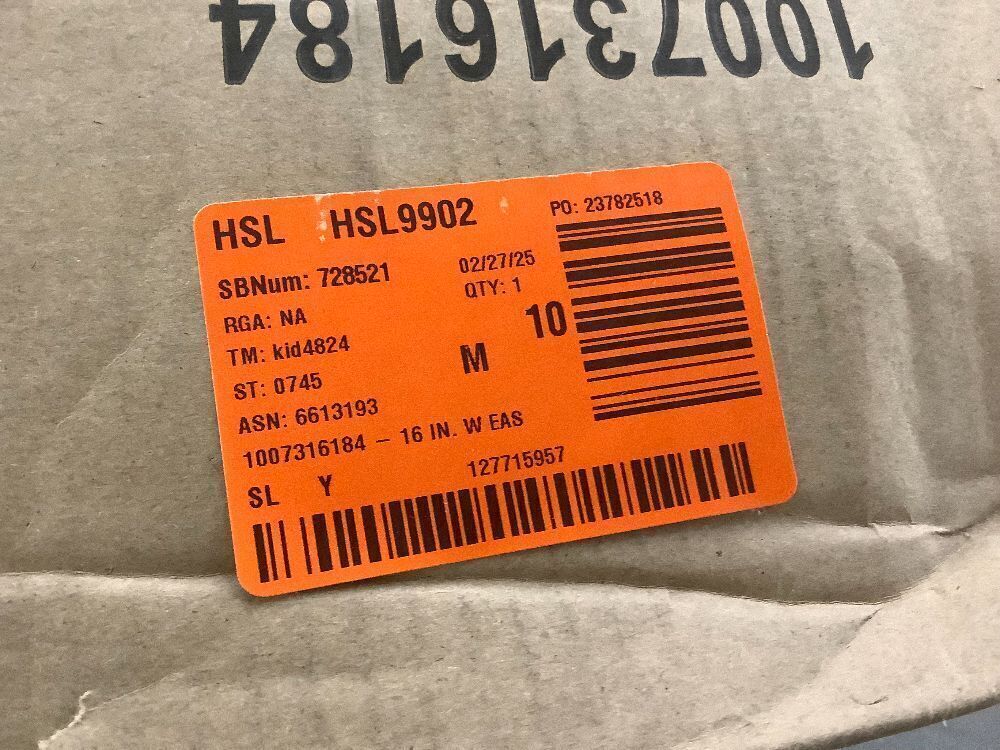 1007316184
HSL HSL9902
PO: 23782518
SBNum: 728521
02/27/25
RGA: NA
QTY: 1
10
TM: kid4824
M
ST: 0745
ASN: 6613193
1007316184 – 16 IN. W EAS
SL Y
127715957